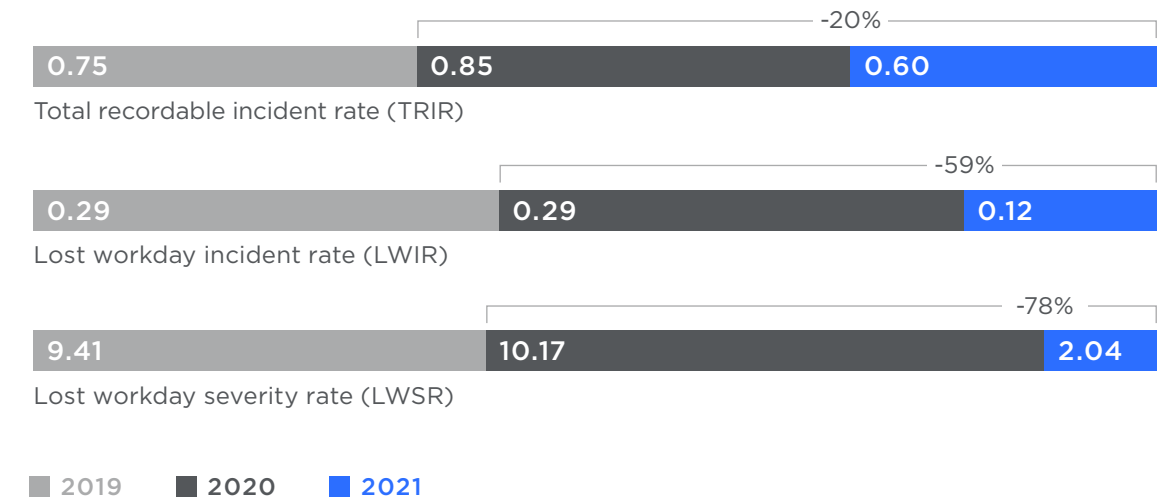 -20%
0.75 0.85 0.60
Total recordable incident rate (TRIR)
-59%
0.29 0.29 0.12
Lost workday incident rate (LWIR)
-78%
9.41 10.17 2.04
Lost workday severity rate (LWSR)
2019 2020 2021